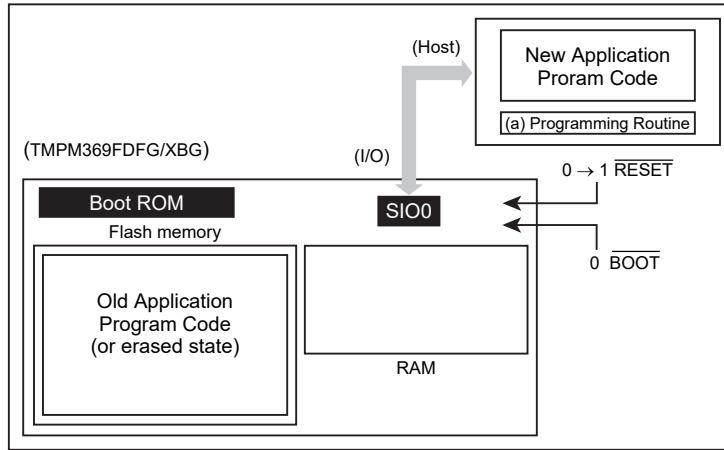 (Host)
New Application
Proram Code
(a) Programming Routine
(TMPM369FDFG/XBG)
(I/O)
0 → 1 RESET
Boot ROM
SIO0
Flash memory
0 BOOT
Old Application
Program Code
(or erased state)
RAM